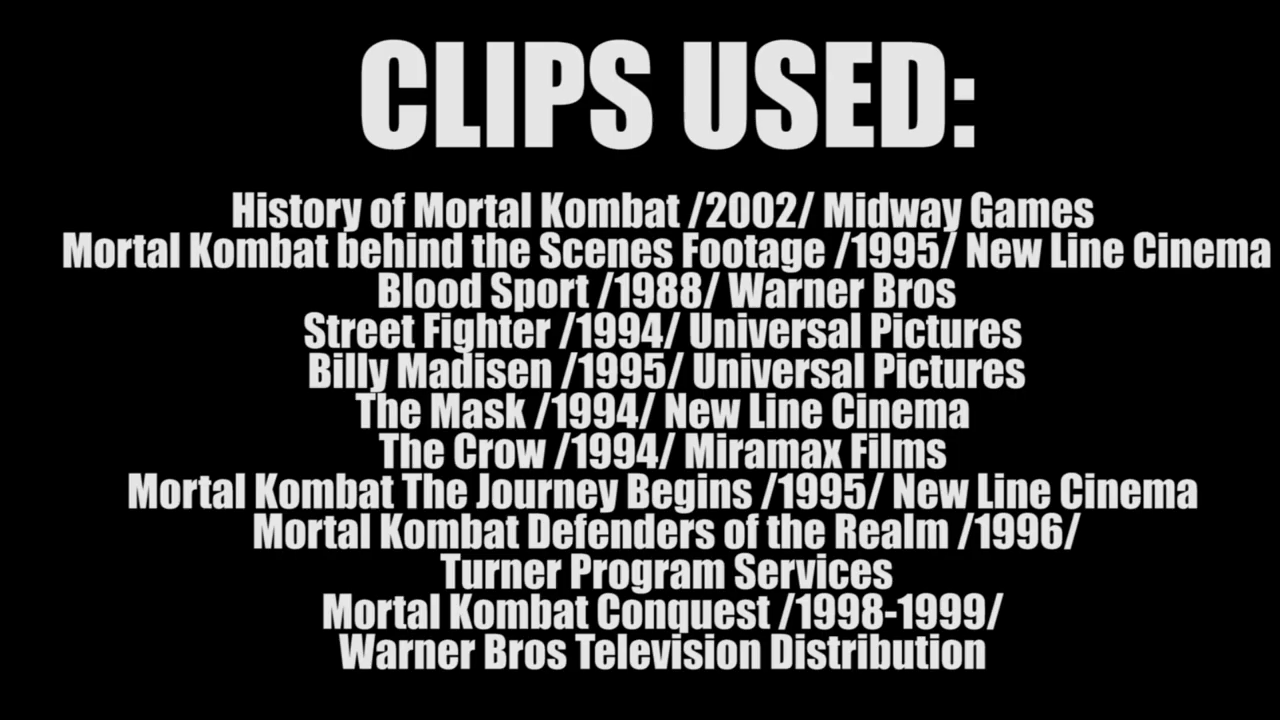 CLIPS USED:
History of Mortal Kombat /2002/ Midway Games
Mortal Kombat behind the Scenes Footage /1995/ New Line Cinema
Blood Sport /1988/ Warner Bros
Street Fighter /1994/ Universal Pictures
Billy Madisen /1995/ Universal Pictures
The Mask /1994/ New Line Cinema
The Crow /1994/ Miramax Films
Mortal Kombat The Journey Begins /1995/ New Line Cinema
Mortal Kombat Defenders of the Realm /1996/
Turner Program Services
Mortal Kombat Conquest /1998-1999/
Warner Bros Television Distribution